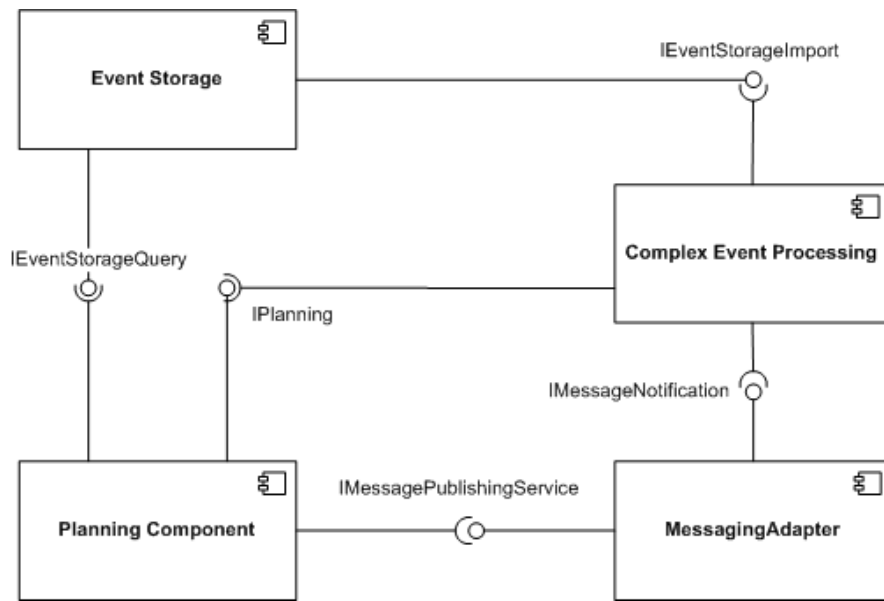 IEventStorageImport
Event Storage
Complex Event Processing
IEventStorageQuery
IPlanning
IMessageNotification
IMessagePublishingService
Planning Component
MessagingAdapter